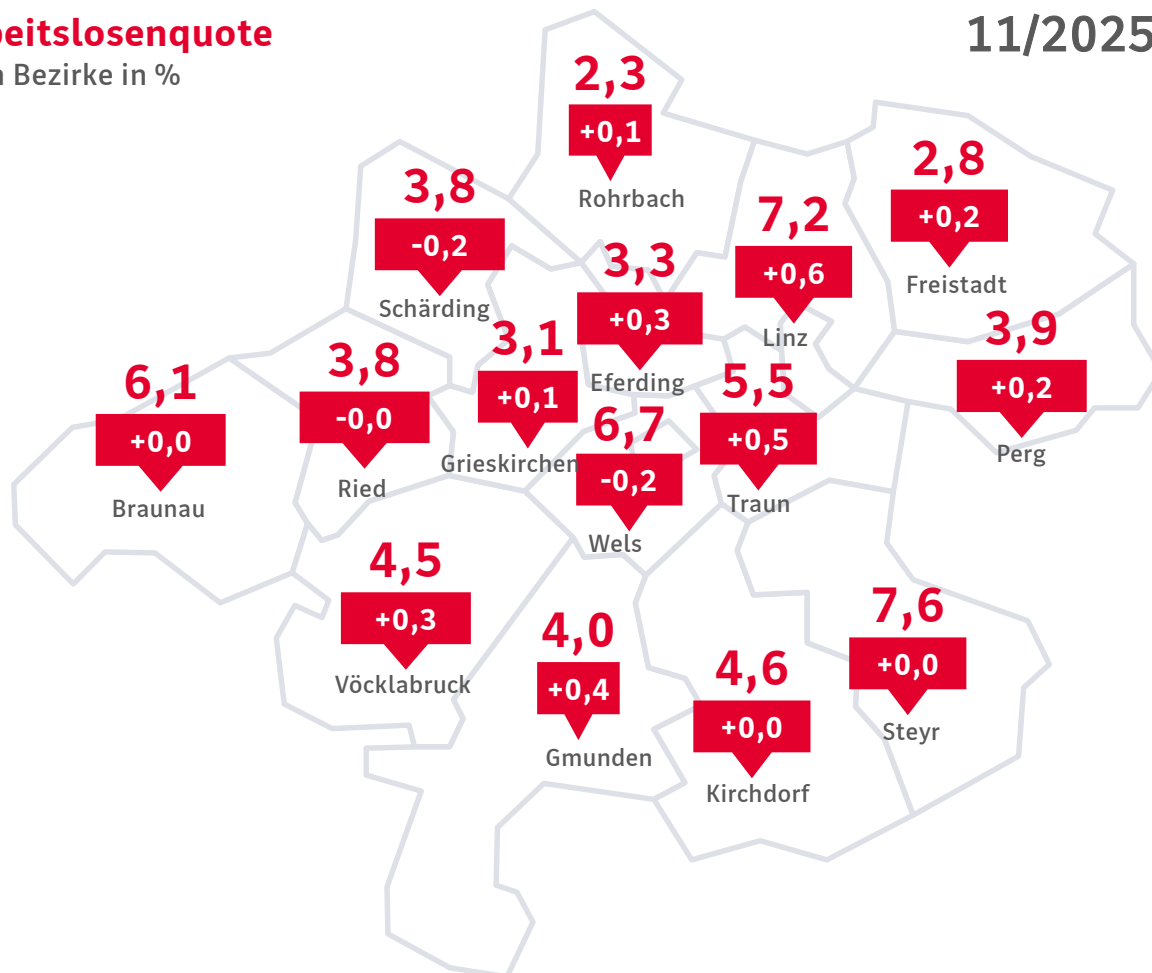 beitslosenquote
11/2025
n Bezirke in %
2,3
+0,1
Rohrbach
2,8
+0,2
Freistadt
3,8
-0,2
Schärding
7,2
+0,6
Linz
3,3
+0,3
Eferding
3,1
+0,1
Grieskirchen
3,9
+0,2
Perg
3,8
-0,0
Ried
6,1
+0,0
Braunau
5,5
+0,5
Traun
6,7
-0,2
Wels
4,5
+0,3
Vöcklabruck
7,6
+0,0
Steyr
4,0
+0,4
Gmunden
4,6
+0,0
Kirchdorf